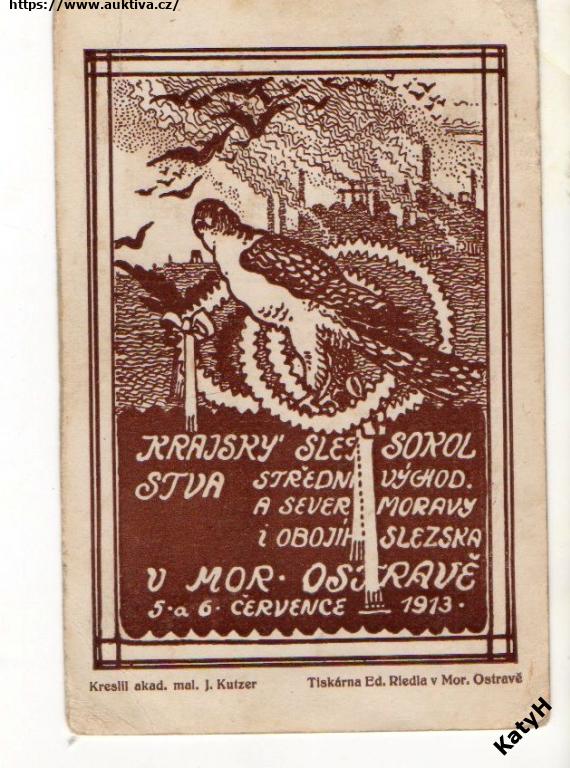 https://www.auktiva.cz/
KRAJSKÝ SLET SOKOL
STVA STŘEDNÍ VÝCHOD.
A SEVER MORAVY
i OBOJÍHO SLEZSKA
V MOR. OSTRAVĚ
5. a 6. ČERVENCE 1913.
Kreslil akad. mal. J. Kutzer
Tiskárna Ed. Riedla v Mor. Ostravě
KatyH